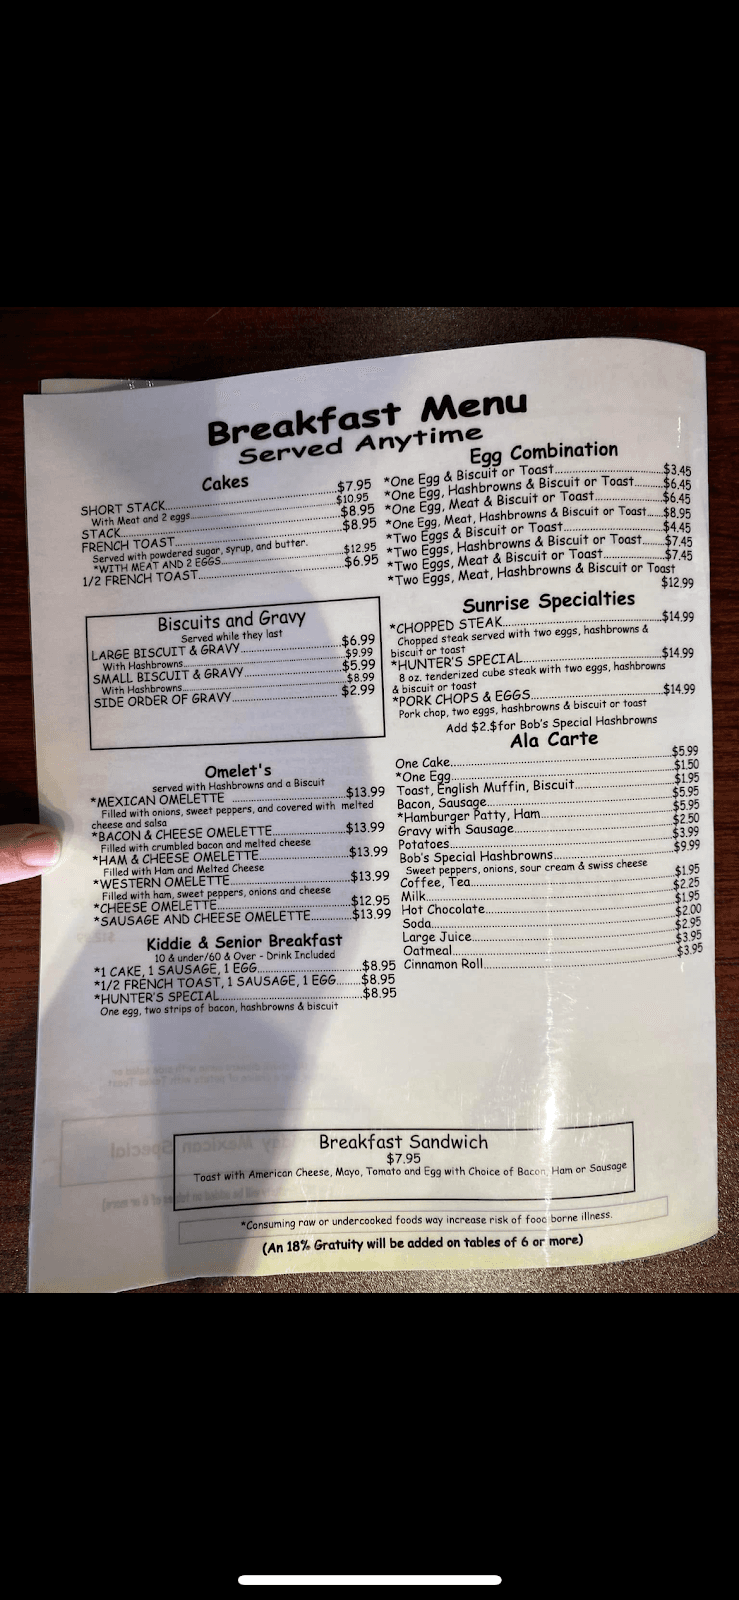 Breakfast Menu
Served Anytime
Cakes
SHORT STACK $7.95
With Meat and 2 eggs $10.95
STACK $8.95
FRENCH TOAST $8.95
Served with powdered sugar, syrup, and butter.
*WITH MEAT AND 2 EGGS $12.95
1/2 FRENCH TOAST $6.95
Biscuits and Gravy
Served while they last
LARGE BISCUIT & GRAVY $6.99
With Hashbrowns $9.99
SMALL BISCUIT & GRAVY $5.99
With Hashbrowns $8.99
SIDE ORDER OF GRAVY $2.99
Omelet's
served with Hashbrowns and a Biscuit
*MEXICAN OMELETTE $13.99
Filled with onions, sweet peppers, and covered with melted
cheese and salsa
*BACON & CHEESE OMELETTE $13.99
Filled with crumbled bacon and melted cheese
*HAM & CHEESE OMELETTE $13.99
Filled with Ham and Melted Cheese
*WESTERN OMELETTE $13.99
Filled with ham, sweet peppers, onions and cheese
*CHEESE OMELETTE $12.95
*SAUSAGE AND CHEESE OMELETTE $13.99
Kiddie & Senior Breakfast
10 & under/60 & Over - Drink Included
*1 CAKE, 1 SAUSAGE, 1 EGG $8.95
*1/2 FRENCH TOAST, 1 SAUSAGE, 1 EGG $8.95
*HUNTER'S SPECIAL $8.95
One egg, two strips of bacon, hashbrowns & biscuit
Egg Combination
*One Egg & Biscuit or Toast $3.45
*One Egg, Hashbrowns & Biscuit or Toast $6.45
*One Egg, Meat & Biscuit or Toast $6.45
*One Egg, Meat, Hashbrowns & Biscuit or Toast $8.95
*Two Eggs & Biscuit or Toast $4.45
*Two Eggs, Hashbrowns & Biscuit or Toast $7.45
*Two Eggs, Meat & Biscuit or Toast $7.45
*Two Eggs, Meat, Hashbrowns & Biscuit or Toast
$12.99
Sunrise Specialties
*CHOPPED STEAK $14.99
Chopped steak served with two eggs, hashbrowns &
biscuit or toast
*HUNTER'S SPECIAL $14.99
8 oz. tenderized cube steak with two eggs, hashbrowns
& biscuit or toast
*PORK CHOPS & EGGS $14.99
Pork chop, two eggs, hashbrowns & biscuit or toast
Add $2.$for Bob's Special Hashbrowns
Ala Carte
One Cake $5.99
*One Egg $1.50
Toast, English Muffin, Biscuit $1.95
Bacon, Sausage $5.95
*Hamburger Patty, Ham $5.95
Gravy with Sausage $2.50
Potatoes $3.99
Bob's Special Hashbrowns $9.99
Sweet peppers, onions, sour cream & swiss cheese
Coffee, Tea $1.95
Milk $2.25
Hot Chocolate $1.95
Soda $2.00
Large Juice $2.95
Oatmeal $3.95
Cinnamon Roll $3.95
Breakfast Sandwich
$7.95
Toast with American Cheese, Mayo, Tomato and Egg with Choice of Bacon, Ham or Sausage
*Consuming raw or undercooked foods way increase risk of food borne illness.
(An 18% Gratuity will be added on tables of 6 or more)